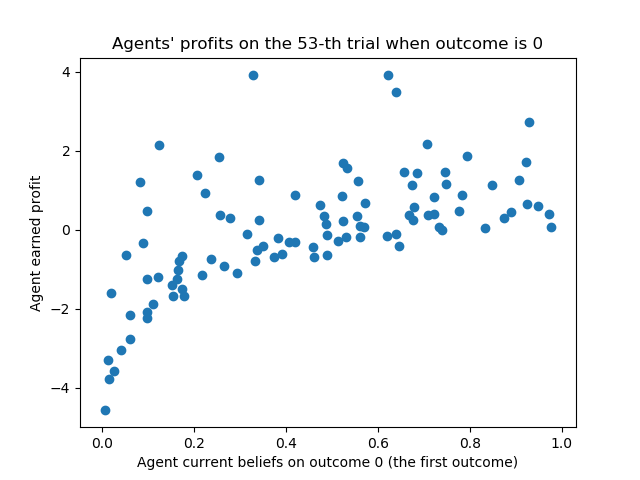 Agents' profits on the 53-th trial when outcome is 0
Agent earned profit
4
2
0
−2
−4
0.0 0.2 0.4 0.6 0.8 1.0
Agent current beliefs on outcome 0 (the first outcome)